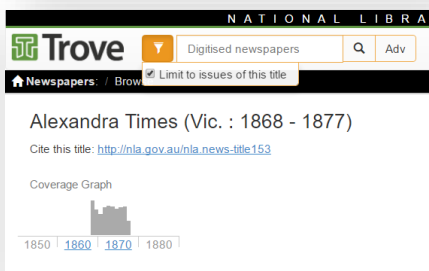 NATIONAL LIBRA
Trove Digitised newspapers Adv
Limit to issues of this title
Newspapers: / Brow
Alexandra Times (Vic. : 1868 - 1877)
Cite this title: http://nla.gov.au/nla.news-title153
Coverage Graph
1850 1860 1870 1880